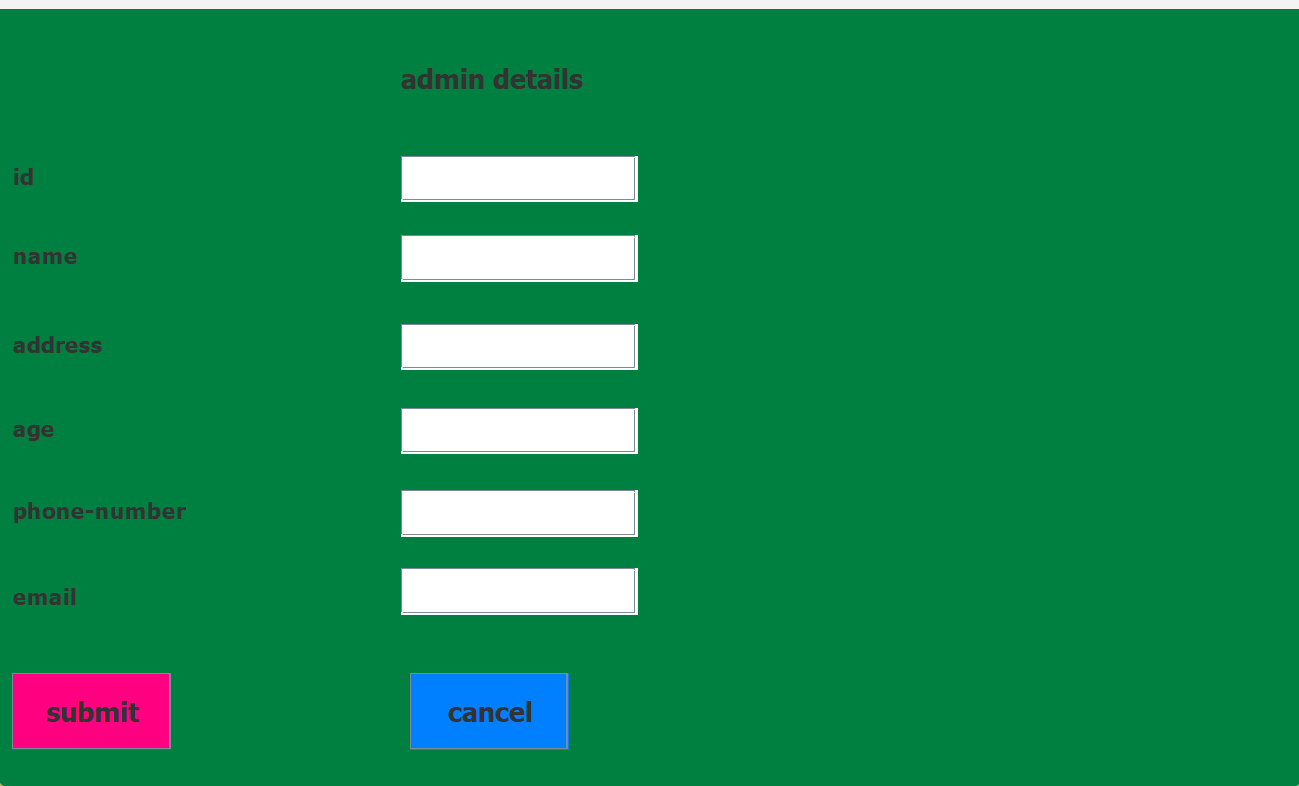 admin details
id
name
address
age
phone-number
email
submit cancel